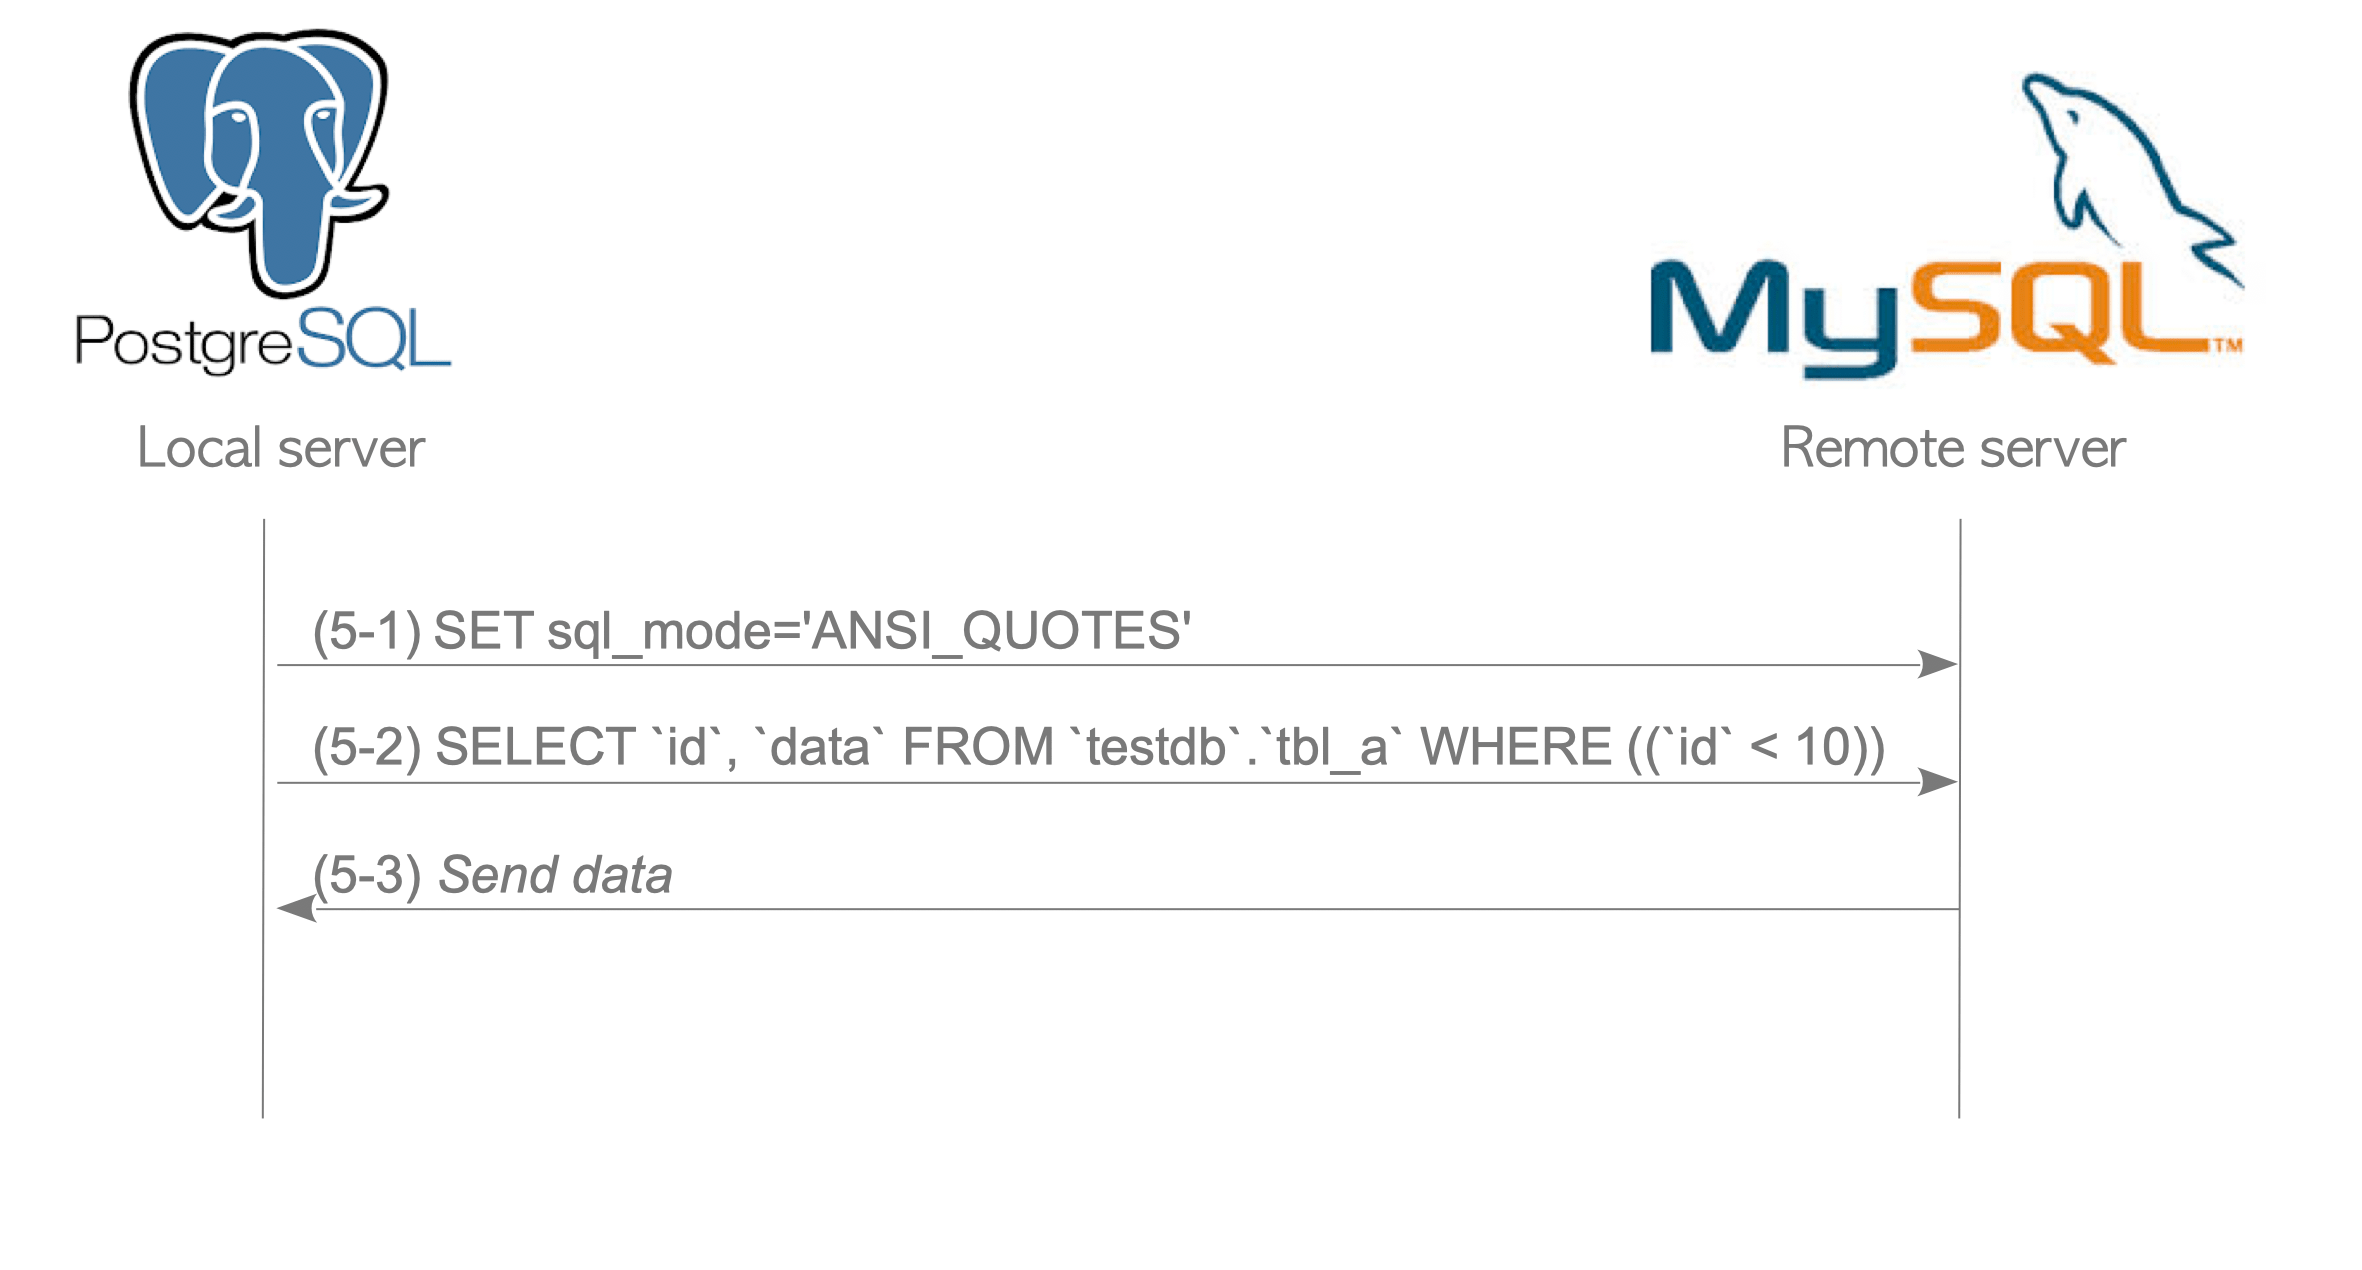 PostgreSQL
MySQL™
Local server
Remote server
(5-1) SET sql_mode='ANSI_QUOTES'
(5-2) SELECT `id`, `data` FROM `testdb`.`tbl_a` WHERE ((`id` < 10))
(5-3) Send data